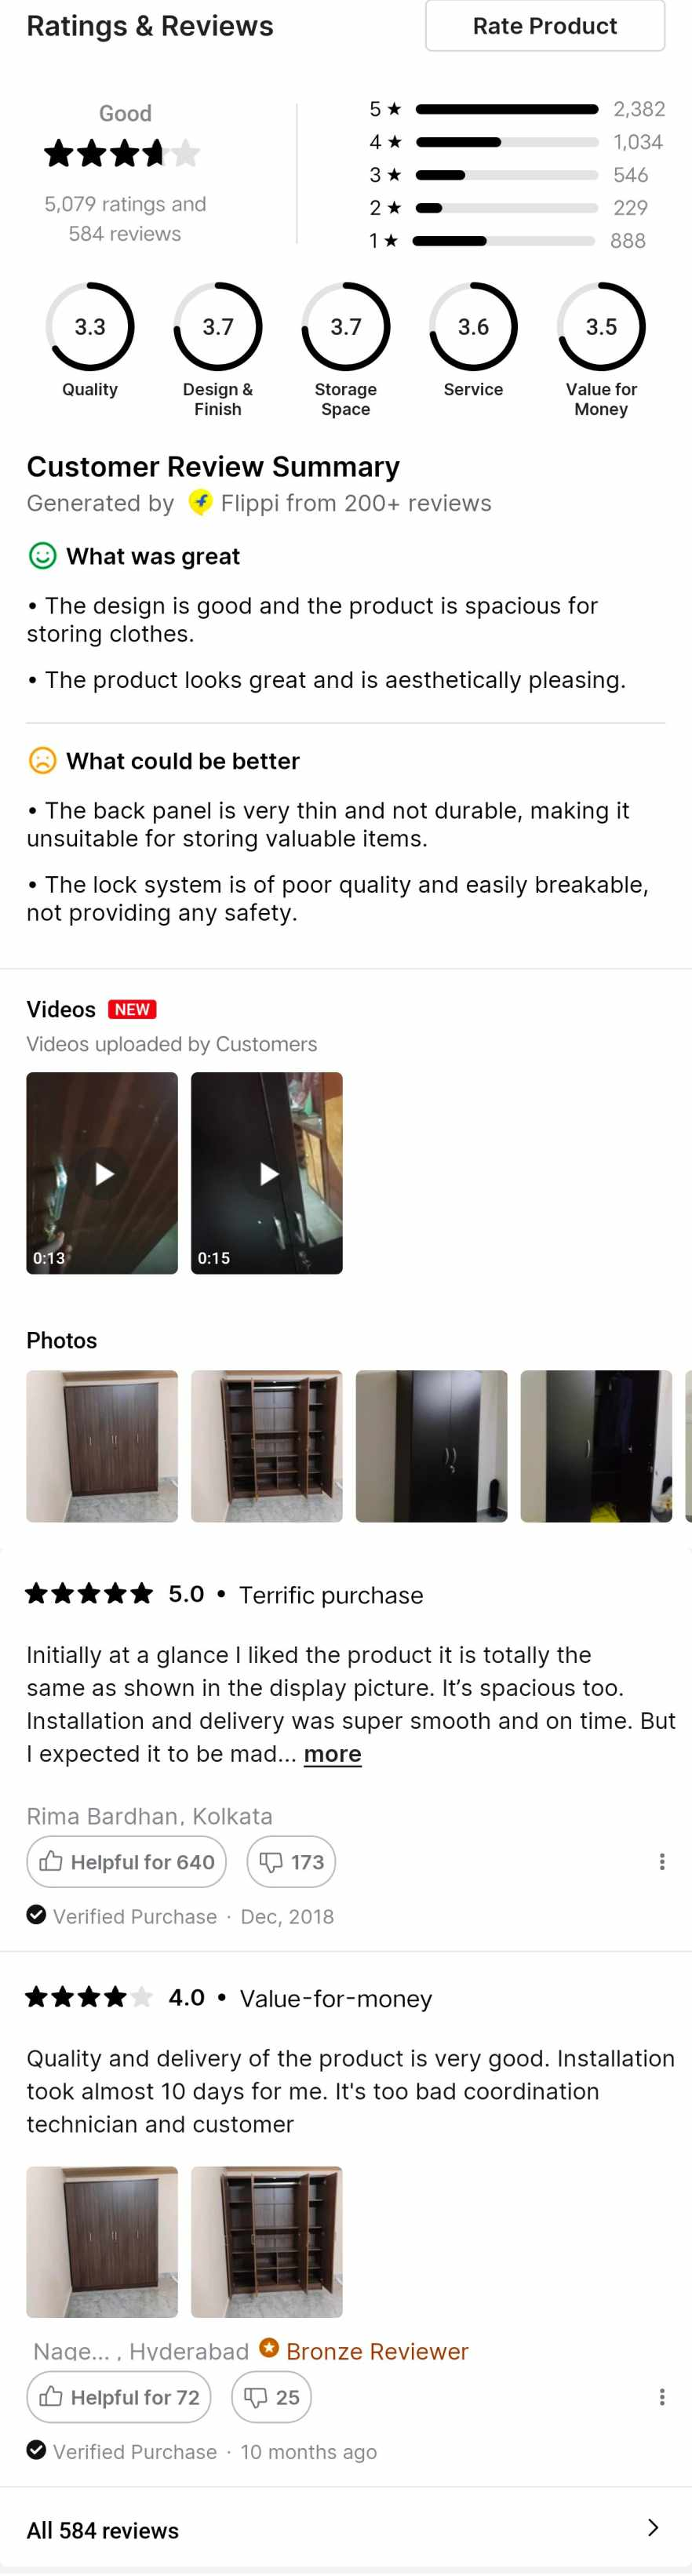 Ratings & Reviews
Rate Product
Good
5,079 ratings and
584 reviews
5 ★ 2,382
4 ★ 1,034
3 ★ 546
2 ★ 229
1 ★ 888
3.3
3.7
3.7
3.6
3.5
Quality
Design &
Finish
Storage
Space
Service
Value for
Money
Customer Review Summary
Generated by Flippi from 200+ reviews
What was great
• The design is good and the product is spacious for
storing clothes.
• The product looks great and is aesthetically pleasing.
What could be better
• The back panel is very thin and not durable, making it
unsuitable for storing valuable items.
• The lock system is of poor quality and easily breakable,
not providing any safety.
Videos NEW
Videos uploaded by Customers
0:13
0:15
Photos
5.0 • Terrific purchase
Initially at a glance I liked the product it is totally the
same as shown in the display picture. It’s spacious too.
Installation and delivery was super smooth and on time. But
I expected it to be mad... more
Rima Bardhan, Kolkata
Helpful for 640
173
Verified Purchase · Dec, 2018
4.0 • Value-for-money
Quality and delivery of the product is very good. Installation
took almost 10 days for me. It's too bad coordination
technician and customer
Nage... , Hyderabad Bronze Reviewer
Helpful for 72
25
Verified Purchase · 10 months ago
All 584 reviews